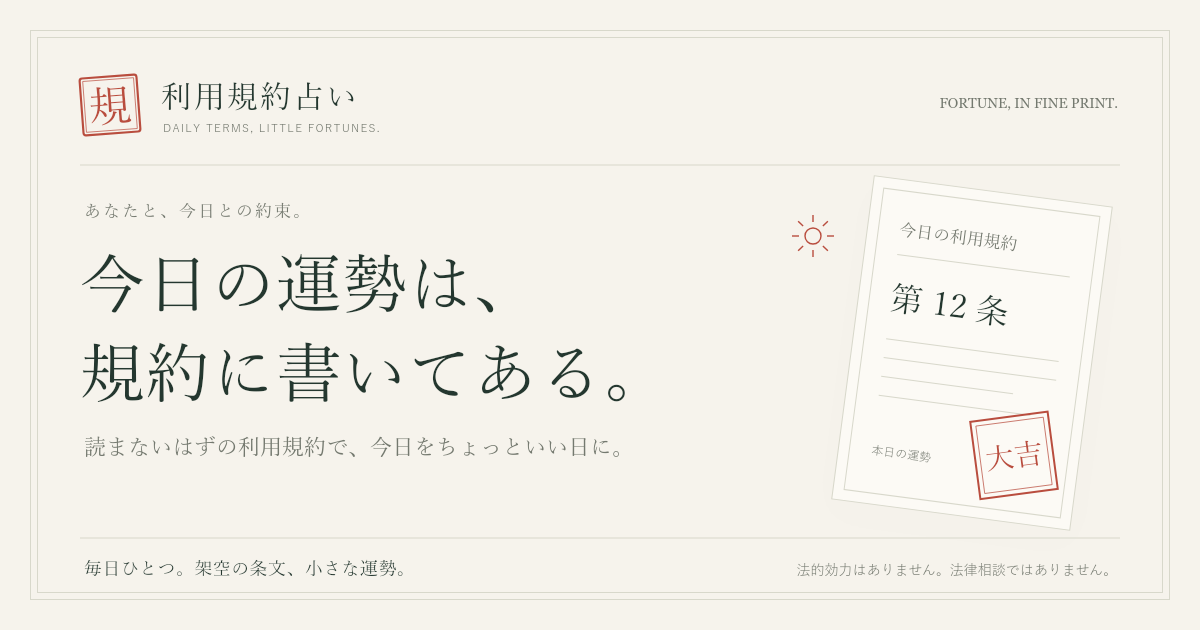 規
利用規約占い
DAILY TERMS, LITTLE FORTUNES.
FORTUNE, IN FINE PRINT.
あなたと、今日との約束。
今日の運勢は、
規約に書いてある。
読まないはずの利用規約で、今日をちょっといい日に。
今日の利用規約
第 12 条
本日の運勢
大吉
毎日ひとつ。架空の条文、小さな運勢。
法的効力はありません。法律相談ではありません。